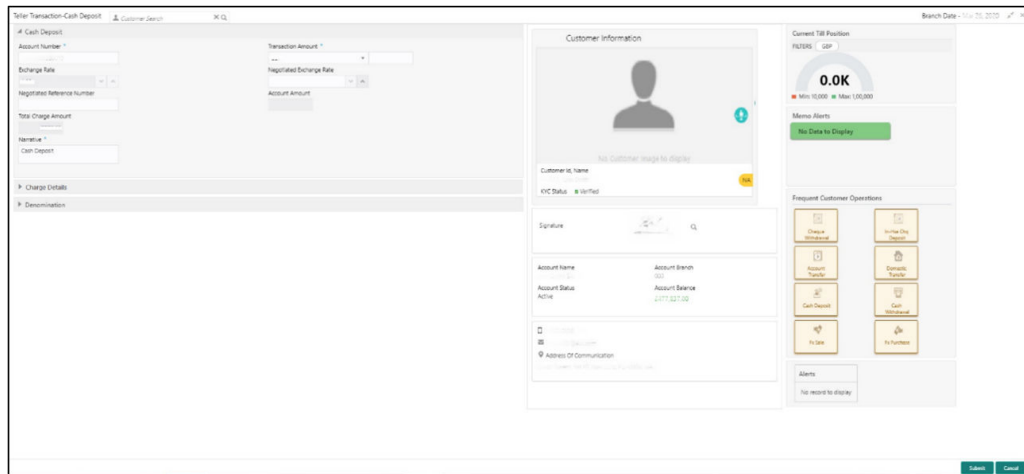 Teller Transaction-Cash Deposit Customer Search Branch Date -
Cash Deposit
Account Number *
Transaction Amount *
Exchange Rate
Negotiated Exchange Rate
Negotiated Reference Number
Account Amount
Total Charge Amount
Narrative *
Cash Deposit
Charge Details
Denomination
Customer Information
No Customer Image to display
Customer Id, Name
NA
KYC Status Verified
Signature
Account Name Account Branch
Account Status Account Balance
Active
Address Of Communication
Current Till Position
FILTERS GBP
0.0K
Min:10,000 Max:1,00,000
Memo Alerts
No Data to Display
Frequent Customer Operations
Cheque Withdrawal
In-House Chq Deposit
Account Transfer
Domestic Transfer
Cash Deposit
Cash Withdrawal
Fx Sale
Fx Purchase
Alerts
No record to display
Submit Cancel